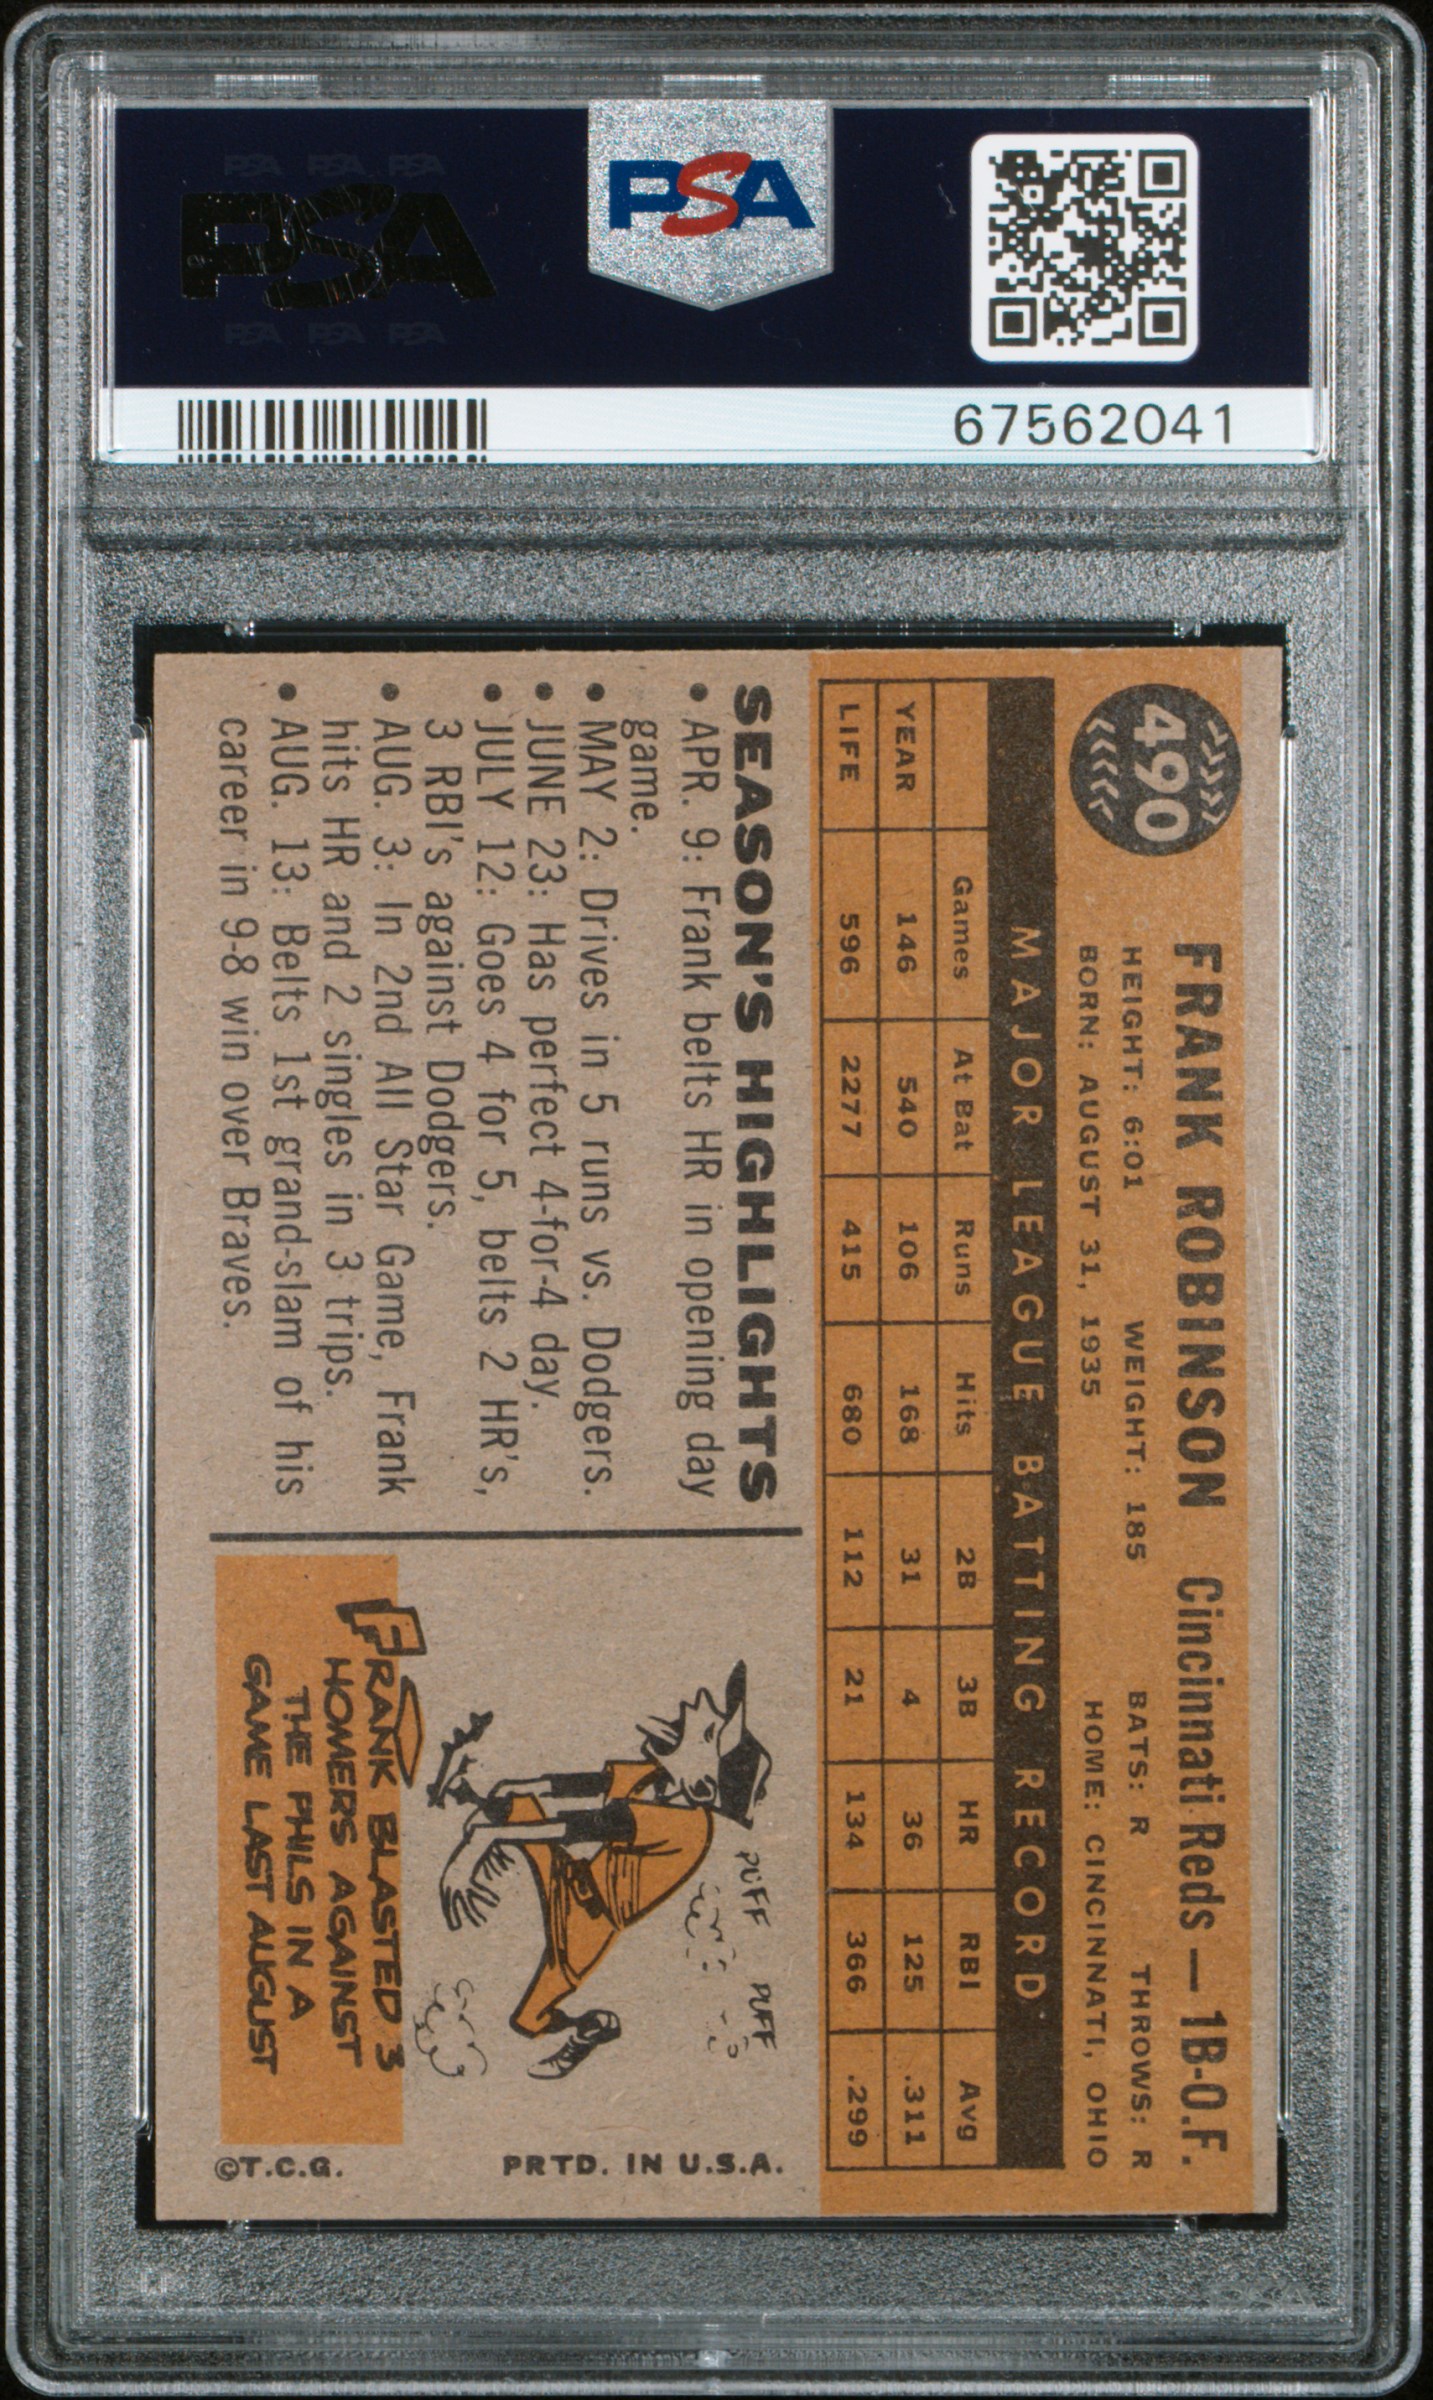 PSA PSA PSA
PSA
PSA PSA PSA
PSA
67562041
490
FRANK ROBINSON Cincinnati Reds — 1B-O.F.
HEIGHT: 6:01 WEIGHT: 185 BATS: R THROWS: R
BORN: AUGUST 31, 1935 HOME: CINCINNATI, OHIO
MAJOR LEAGUE BATTING RECORD
Games At Bat Runs Hits 2B 3B HR RBI Avg
YEAR 146 540 106 168 31 4 36 125 .311
LIFE 596 2277 415 680 112 21 134 366 .299
SEASON'S HIGHLIGHTS
• APR. 9: Frank belts HR in opening day
game.
• MAY 2: Drives in 5 runs vs. Dodgers.
• JUNE 23: Has perfect 4-for-4 day.
• JULY 12: Goes 4 for 5, belts 2 HR's,
3 RBI's against Dodgers.
• AUG. 3: In 2nd All Star Game, Frank
hits HR and 2 singles in 3 trips.
• AUG. 13: Belts 1st grand-slam of his
career in 9-8 win over Braves.
PUFF PUFF
FRANK BLASTED 3
HOMERS AGAINST
THE PHILS IN A
GAME LAST AUGUST
PRTD. IN U.S.A.
©T.C.G.